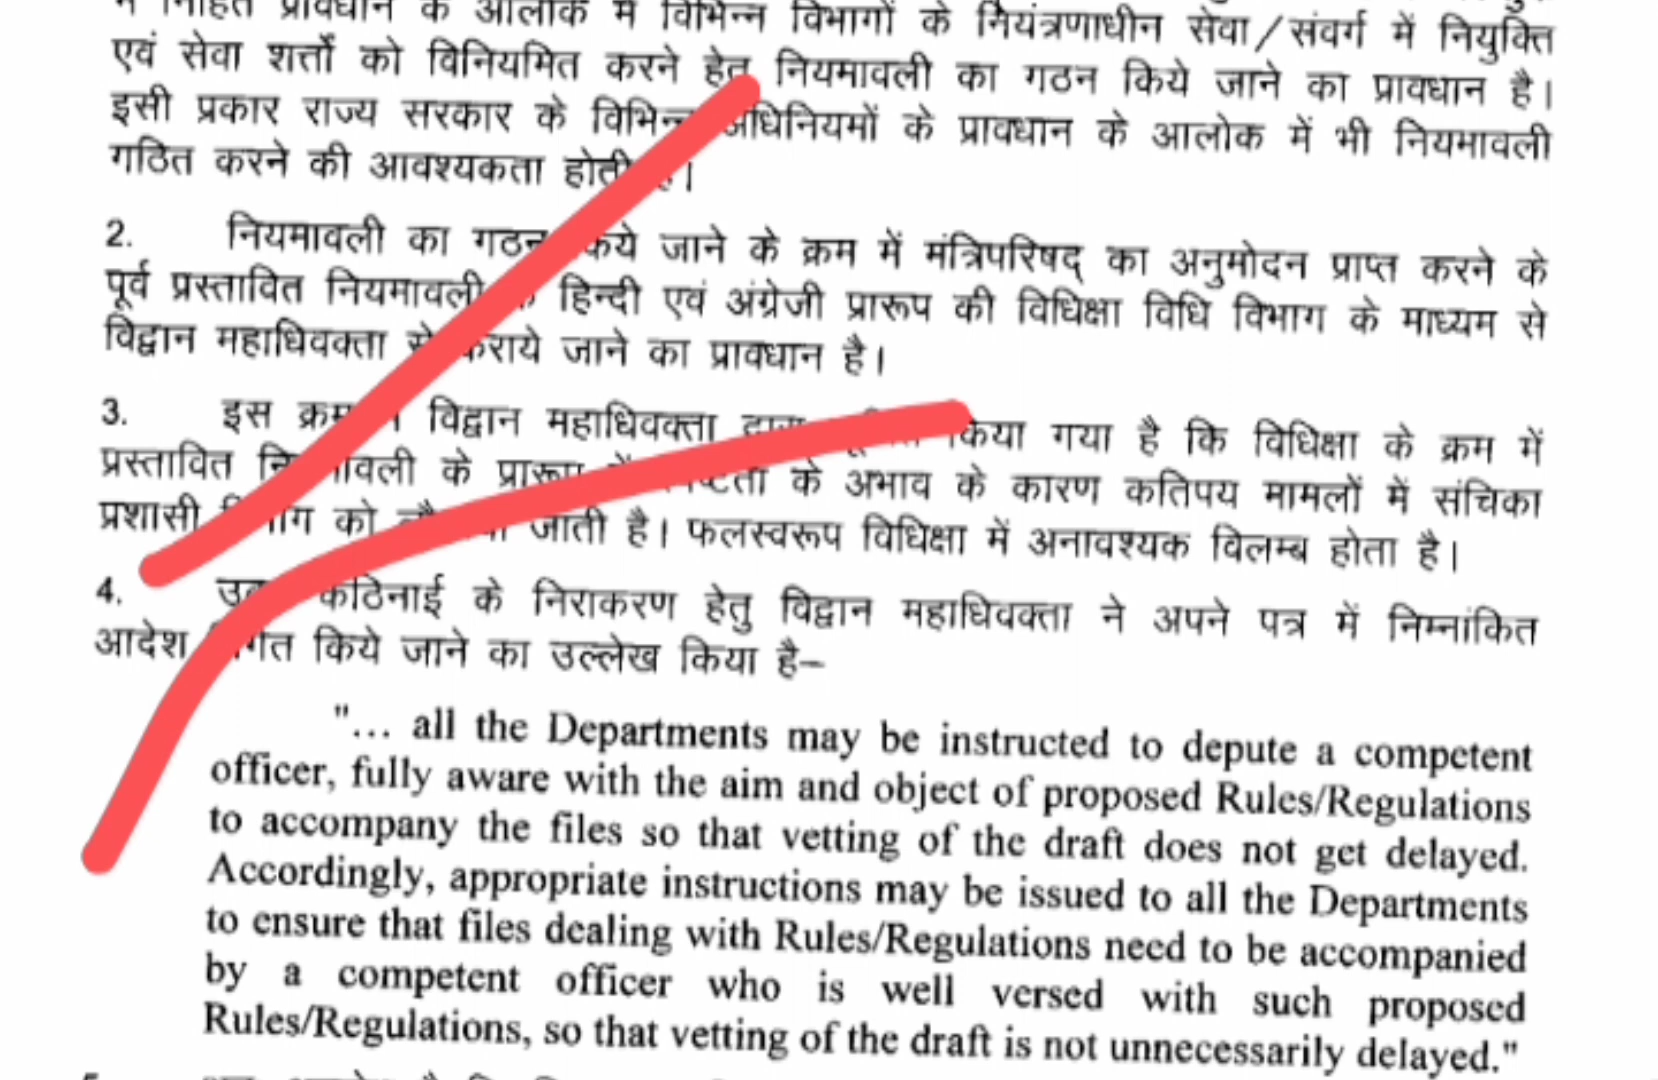 में निहित प्रावधान के आलोक में विभिन्न विभागों के नियंत्रणाधीन सेवा/संवर्ग में नियुक्ति
एवं सेवा शर्त्तों को विनियमित करने हेतु नियमावली का गठन किये जाने का प्रावधान है।
इसी प्रकार राज्य सरकार के विभिन्न अधिनियमों के प्रावधान के आलोक में भी नियमावली
गठित करने की आवश्यकता होती है।
2. नियमावली का गठन किये जाने के क्रम में मंत्रिपरिषद् का अनुमोदन प्राप्त करने के
पूर्व प्रस्तावित नियमावली के हिन्दी एवं अंग्रेजी प्रारूप की विधिक्षा विधि विभाग के माध्यम से
विद्वान महाधिवक्ता से कराये जाने का प्रावधान है।
3. इस क्रम में विद्वान महाधिवक्ता द्वारा किया गया है कि विधिक्षा के क्रम में
प्रस्तावित नियमावली के प्रारूप में के अभाव के कारण कतिपय मामलों में संचिका
प्रशासी विभाग को जाती है। फलस्वरूप विधिक्षा में अनावश्यक विलम्ब होता है।
4. उक्त कठिनाई के निराकरण हेतु विद्वान महाधिवक्ता ने अपने पत्र में निम्नांकित
आदेश निर्गत किये जाने का उल्लेख किया है–
"... all the Departments may be instructed to depute a competent
officer, fully aware with the aim and object of proposed Rules/Regulations
to accompany the files so that vetting of the draft does not get delayed.
Accordingly, appropriate instructions may be issued to all the Departments
to ensure that files dealing with Rules/Regulations need to be accompanied
by a competent officer who is well versed with such proposed
Rules/Regulations, so that vetting of the draft is not unnecessarily delayed."